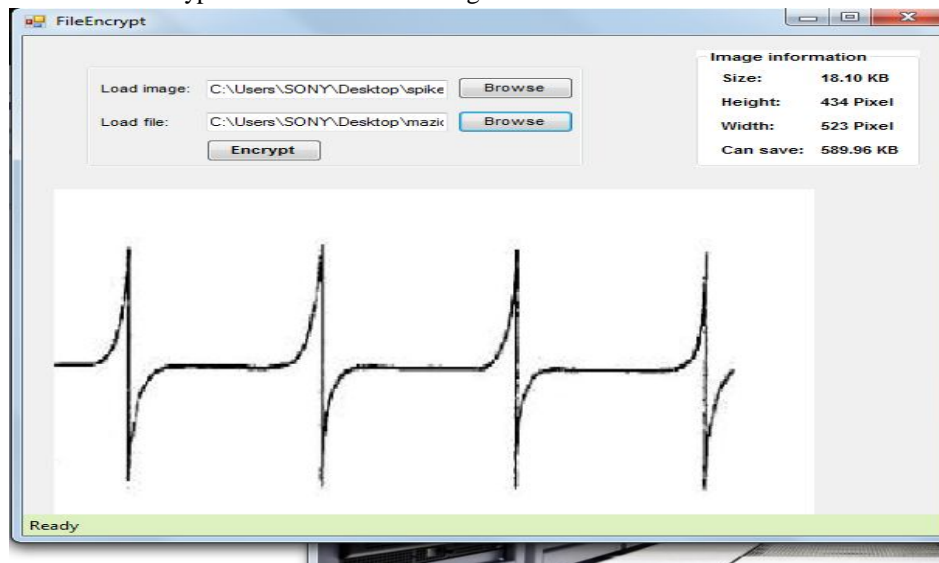 FileEncrypt
Load image: C:\Users\SONY\Desktop\spike Browse
Load file: C:\Users\SONY\Desktop\mazic Browse
Encrypt
Image information
Size: 18.10 KB
Height: 434 Pixel
Width: 523 Pixel
Can save: 589.96 KB
Ready